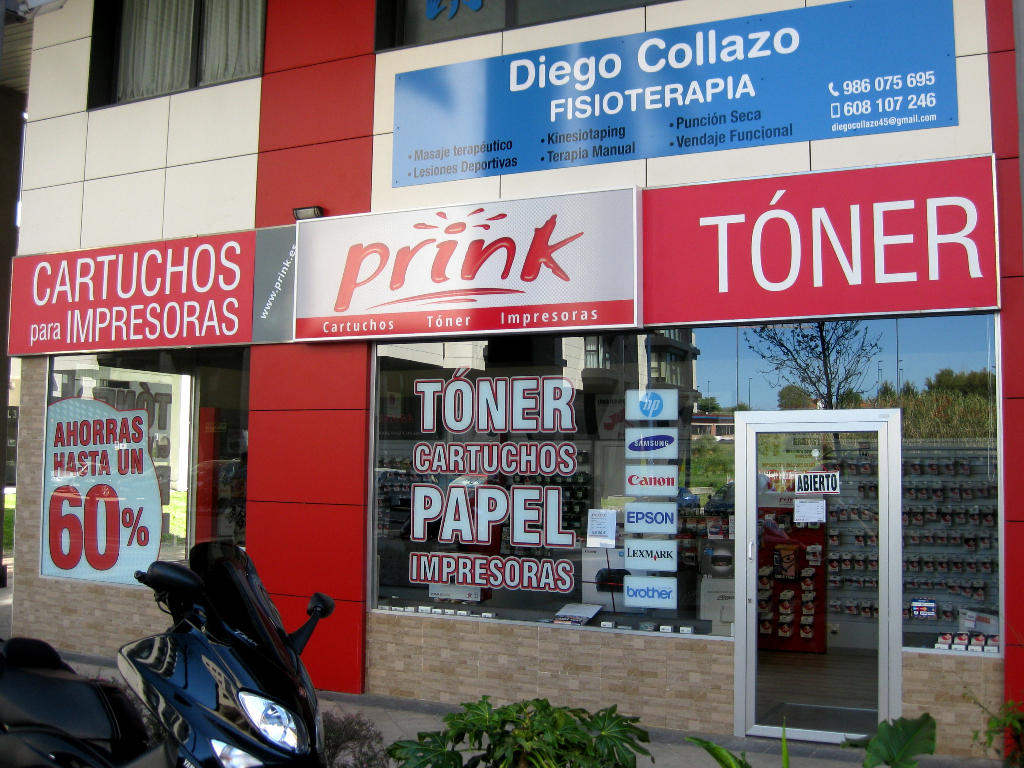 Diego Collazo
FISIOTERAPIA
• Masaje terapéutico
• Lesiones Deportivas
• Kinesiotaping
• Terapia Manual
• Punción Seca
• Vendaje Funcional
986 075 695
608 107 246
diegocollazo45@gmail.com
CARTUCHOS
para IMPRESORAS
www.prink.es
prink
Cartuchos Tóner Impresoras
TÓNER
AHORRAS
HASTA UN
60%
TÓNER
CARTUCHOS
PAPEL
IMPRESORAS
hp
SAMSUNG
Canon
EPSON
LEXMARK
brother
ABIERTO